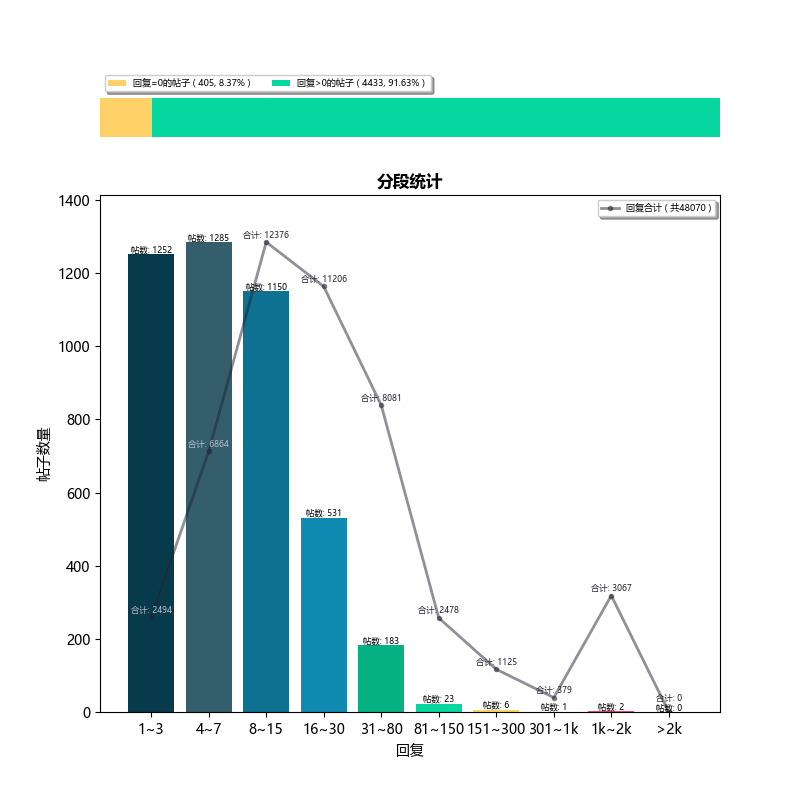 回复=0的帖子 ( 405, 8.37% ) 回复>0的帖子 ( 4433, 91.63% )
分段统计
回复合计 ( 共48070 )
1400
1200
1000
800
600
400
200
0
帖子数量
帖数: 1252
帖数: 1285
帖数: 1150
帖数: 531
帖数: 183
帖数: 23
帖数: 6
帖数: 1
帖数: 2
帖数: 0
合计: 2494
合计: 6864
合计: 12376
合计: 11206
合计: 8081
合计: 2478
合计: 1125
合计: 379
合计: 3067
合计: 0
1~3 4~7 8~15 16~30 31~80 81~150 151~300 301~1k 1k~2k >2k
回复